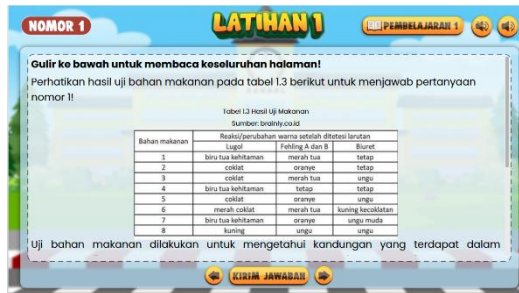 NOMOR 1
LATIHAN 1
PEMBELAJARAN 1
Gulir ke bawah untuk membaca keseluruhan halaman!
Perhatikan hasil uji bahan makanan pada tabel 1.3 berikut untuk menjawab pertanyaan
nomor 1!
Tabel 1.3 Hasil Uji Makanan
Sumber: brainly.co.id
Bahan makanan Reaksi/perubahan warna setelah ditetesi larutan
Lugol Fehling A dan B Biuret
1 biru tua kehitaman merah tua tetap
2 coklat oranye tetap
3 coklat merah tua ungu
4 biru tua kehitaman tetap tetap
5 coklat oranye ungu
6 merah coklat merah tua kuning kecoklatan
7 biru tua kehitaman oranye ungu muda
8 kuning ungu ungu
Uji bahan makanan dilakukan untuk mengetahui kandungan yang terdapat dalam
KIRIM JAWABAN